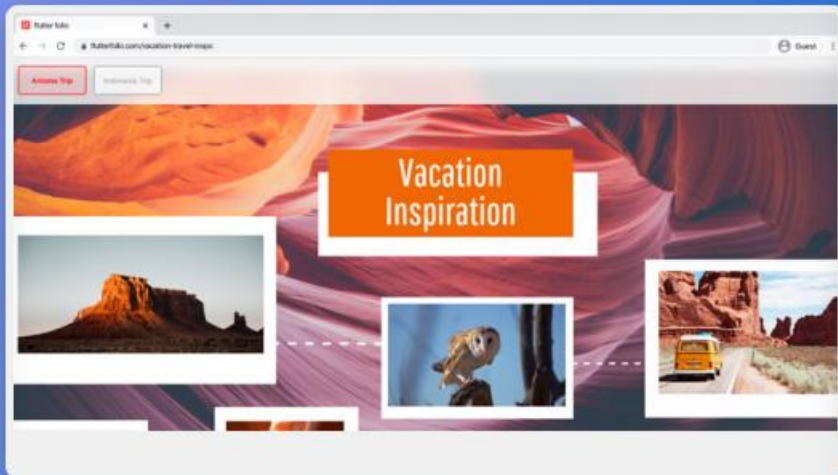 flutter folio
flutterfolio.com/vacation-travel-inspo
Guest
Arizona Trip
Indonesia Trip
Vacation
Inspiration